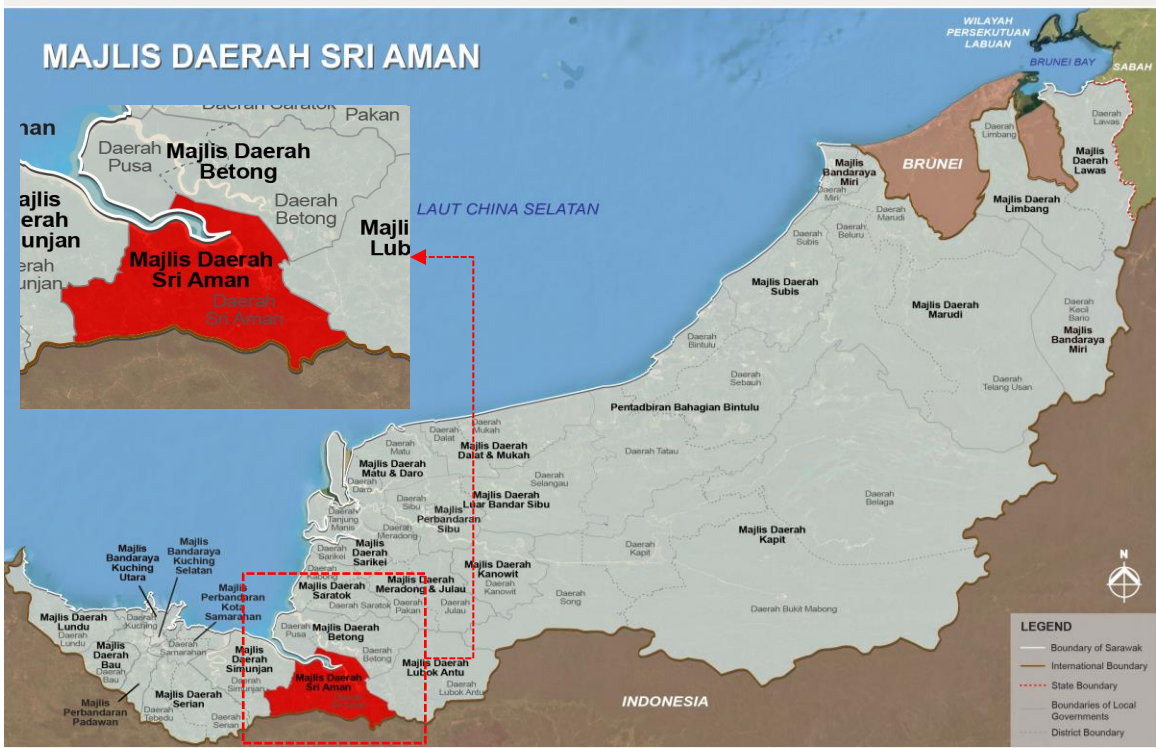 MAJLIS DAERAH SRI AMAN
WILAYAH
PERSEKUTUAN
LABUAN
BRUNEI BAY
SABAH
BRUNEI
LAUT CHINA SELATAN
INDONESIA
Daerah Saratok
Pakan
Daerah
Pusa
Majlis Daerah
Betong
Daerah
Betong
Majli
Lub
Majlis Daerah
Sri Aman
Daerah
Sri Aman
Daerah
Limbang
Daerah
Lawas
Majlis
Daerah
Lawas
Majlis Daerah
Limbang
Majlis
Bandaraya
Miri
Daerah
Miri
Daerah
Marudi
Daerah
Subis
Daerah
Beluru
Majlis Daerah
Subis
Majlis Daerah
Marudi
Daerah
Kecil
Bario
Majlis
Bandaraya
Miri
Daerah
Bintulu
Daerah
Sebauh
Daerah
Telang Usan
Pentadbiran Bahagian Bintulu
Daerah Tatau
Daerah
Belaga
Daerah
Mukah
Daerah
Dalat
Daerah
Matu
Majlis Daerah
Dalat & Mukah
Majlis Daerah
Matu & Daro
Daerah
Daro
Daerah
Selangau
Daerah
Sibu
Majlis Daerah
Luar Bandar Sibu
Majlis
Perbandaran
Sibu
Daerah
Tanjung
Manis
Daerah
Meradong
Majlis Daerah
Kapit
Daerah
Kapit
Daerah
Sarikei
Majlis
Daerah
Sarikei
Majlis Daerah
Kanowit
Daerah
Kanowit
Daerah
Song
Daerah Bukit Mabong
Daerah
Kabong
Majlis Daerah
Saratok
Majlis Daerah
Meradong & Julau
Daerah Saratok
Daerah
Pakan
Daerah
Julau
Daerah
Pusa
Majlis Daerah
Betong
Daerah
Betong
Majlis Daerah
Lubok Antu
Daerah
Lubok Antu
Majlis Daerah
Sri Aman
Majlis
Bandaraya
Kuching
Utara
Majlis
Bandaraya
Kuching
Selatan
Majlis
Perbandaran
Kota
Samarahan
Majlis Daerah
Lundu
Daerah
Lundu
Daerah
Kuching
Daerah
Samarahan
Majlis
Daerah
Bau
Daerah
Bau
Majlis
Daerah
Simunjan
Daerah
Simunjan
Majlis Daerah
Serian
Daerah
Tebedu
Daerah
Serian
Majlis
Perbandaran
Padawan
N
LEGEND
Boundary of Sarawak
International Boundary
State Boundary
Boundaries of Local
Governments
District Boundary